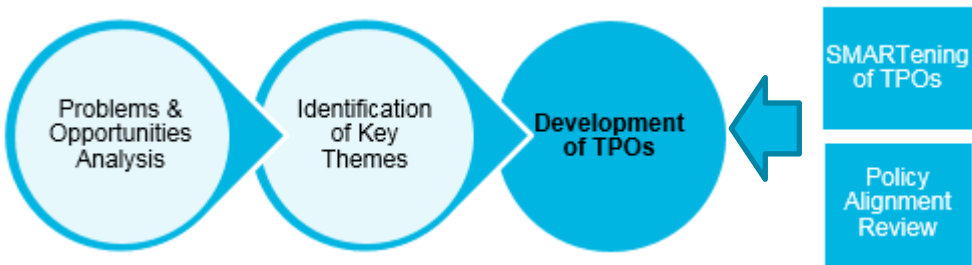 Problems &
Opportunities
Analysis
Identification
of Key
Themes
Development
of TPOs
SMARTening
of TPOs
Policy
Alignment
Review